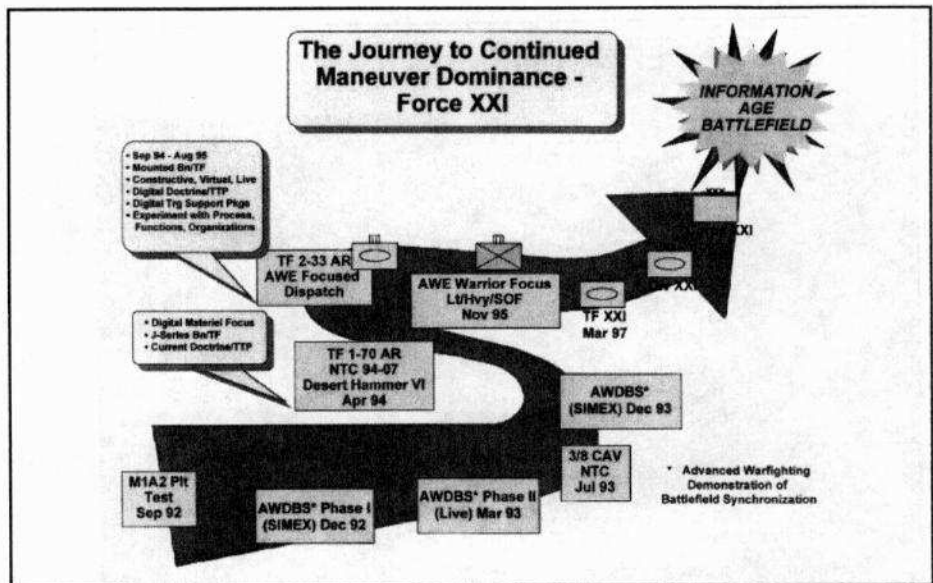 The Journey to Continued
Maneuver Dominance -
Force XXI
INFORMATION
AGE
BATTLEFIELD
• Sep 94 - Aug 95
• Mounted Bn/TF
• Constructive, Virtual, Live
• Digital Doctrine/TTP
• Digital Trg Support Pkgs
• Experiment with Process,
Functions, Organizations
TF 2-33 AR
AWE Focused
Dispatch
AWE Warrior Focus
Lt/Hvy/SOF
Nov 95
TF XXI
Mar 97
XXI
XXX
XXI
• Digital Materiel Focus
• J-Series Bn/TF
• Current Doctrine/TTP
TF 1-70 AR
NTC 94-07
Desert Hammer VI
Apr 94
AWDBS*
(SIMEX) Dec 93
3/8 CAV
NTC
Jul 93
M1A2 Plt
Test
Sep 92
AWDBS* Phase I
(SIMEX) Dec 92
AWDBS* Phase II
(Live) Mar 93
* Advanced Warfighting
Demonstration of
Battlefield Synchronization